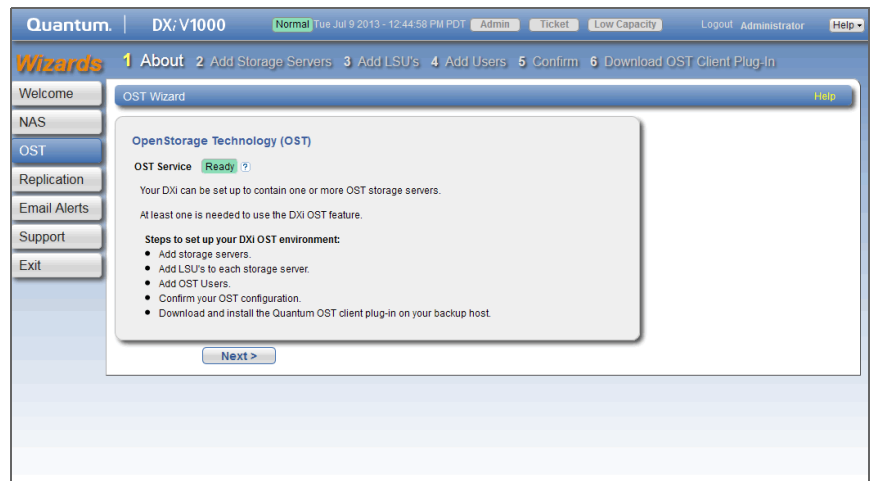 Quantum. DXi V1000 Normal Tue Jul 9 2013 - 12:44:58 PM PDT Admin Ticket Low Capacity Logout Administrator Help
Wizards 1 About 2 Add Storage Servers 3 Add LSU's 4 Add Users 5 Confirm 6 Download OST Client Plug-In
Welcome
NAS
OST
Replication
Email Alerts
Support
Exit
OST Wizard Help
OpenStorage Technology (OST)
OST Service Ready ?
Your DXi can be set up to contain one or more OST storage servers.
At least one is needed to use the DXi OST feature.
Steps to set up your DXi OST environment:
● Add storage servers.
● Add LSU's to each storage server.
● Add OST Users.
● Confirm your OST configuration.
● Download and install the Quantum OST client plug-in on your backup host.
Next >